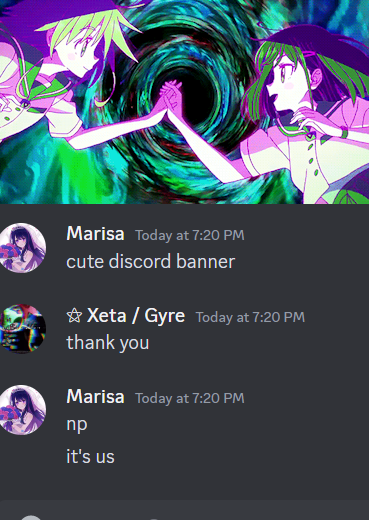 Marisa Today at 7:20 PM
cute discord banner
☆ Xeta / Gyre Today at 7:20 PM
thank you
Marisa Today at 7:20 PM
np
it's us